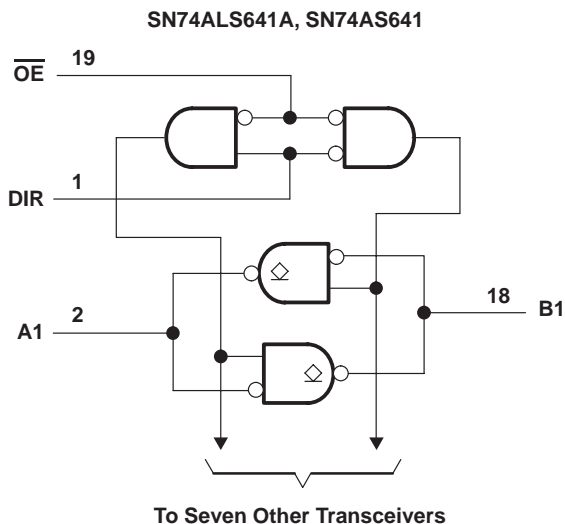 SN74ALS641A, SN74AS641
OE 19
DIR 1
A1 2
18 B1
To Seven Other Transceivers